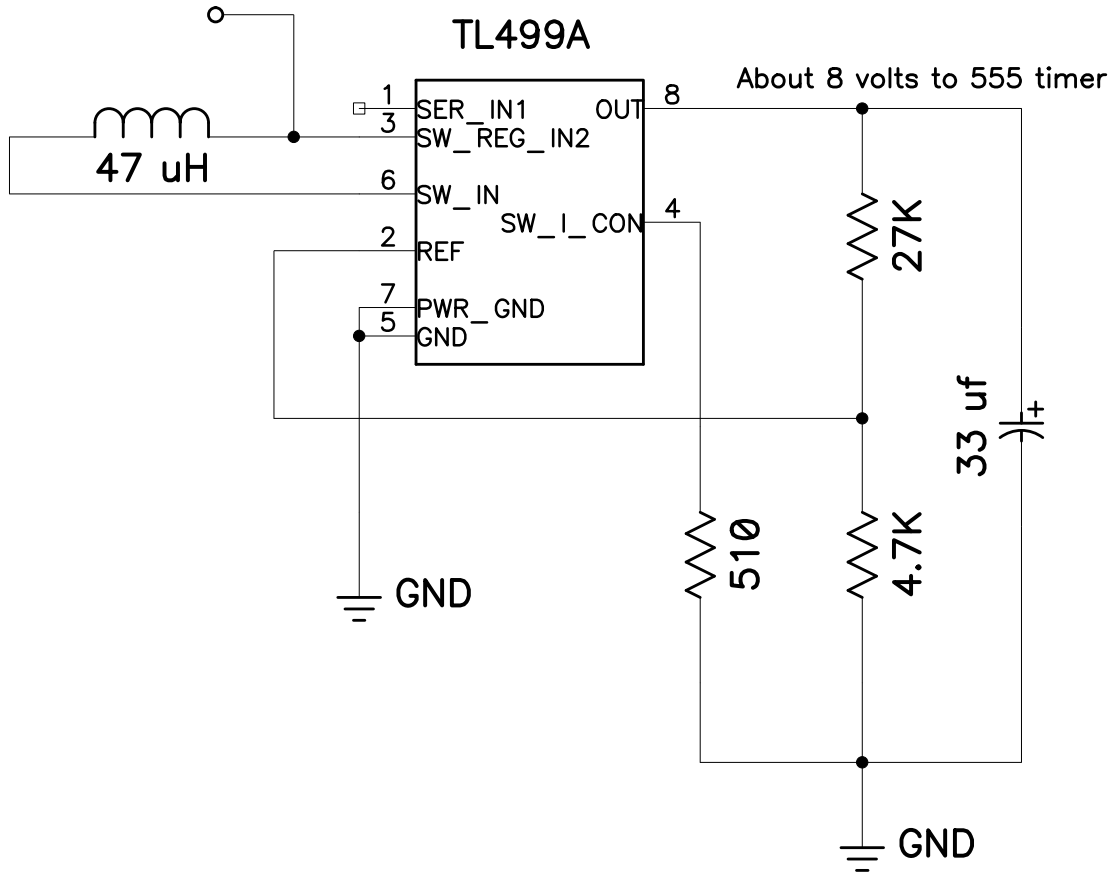 TL499A
About 8 volts to 555 timer
1
SER_IN1
OUT
8
3
SW_REG_IN2
47 uH
6
SW_IN
SW_I_CON
4
2
REF
27K
7
PWR_GND
5
GND
33 uf
+
510
4.7K
GND
GND